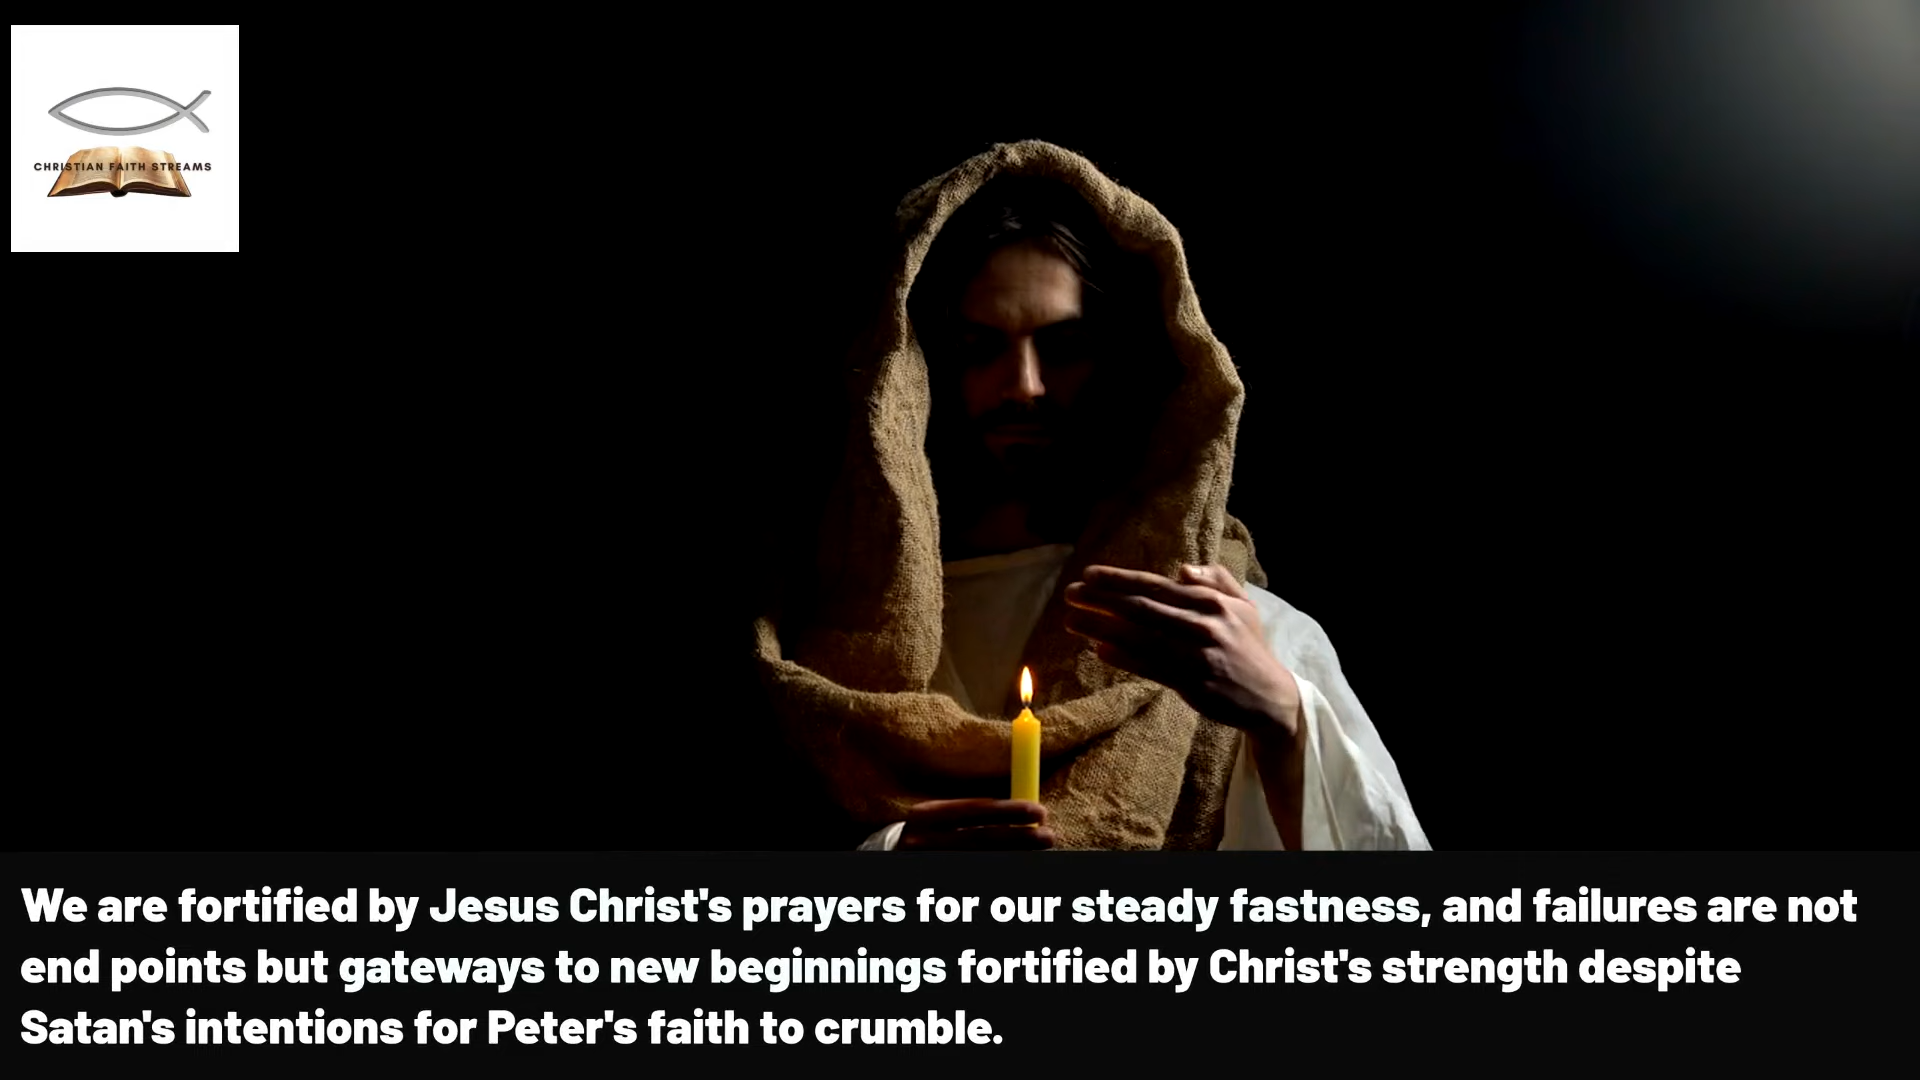 CHRISTIAN FAITH STREAMS
We are fortified by Jesus Christ's prayers for our steady fastness, and failures are not
end points but gateways to new beginnings fortified by Christ's strength despite
Satan's intentions for Peter's faith to crumble.